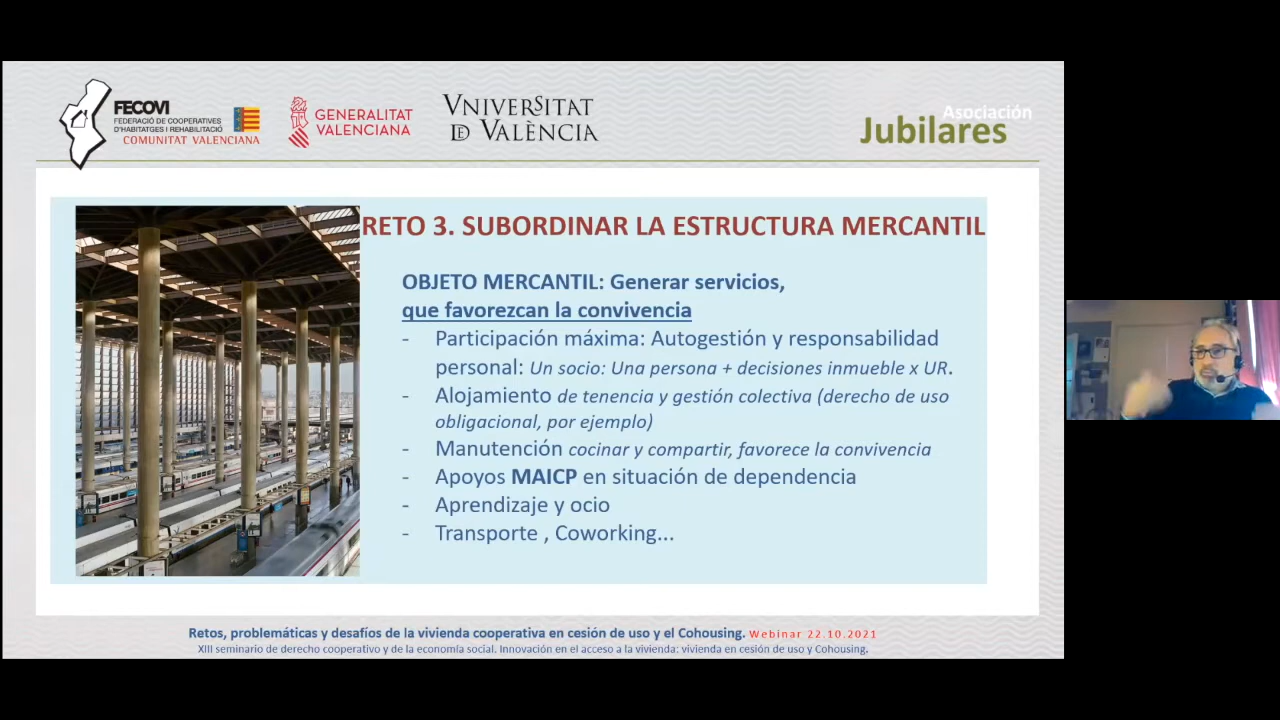 FECOVI
FEDERACIÓ DE COOPERATIVES
D'HABITATGES I REHABILITACIÓ
COMUNITAT VALENCIANA
GENERALITAT
VALENCIANA
VNIVERSITAT
DE VALÈNCIA
Asociación
Jubilares
RETO 3. SUBORDINAR LA ESTRUCTURA MERCANTIL
OBJETO MERCANTIL: Generar servicios,
que favorezcan la convivencia
- Participación máxima: Autogestión y responsabilidad
personal: Un socio: Una persona + decisiones inmueble x UR.
- Alojamiento de tenencia y gestión colectiva (derecho de uso
obligacional, por ejemplo)
- Manutención cocinar y compartir, favorece la convivencia
- Apoyos MAICP en situación de dependencia
- Aprendizaje y ocio
- Transporte , Coworking...
Retos, problemáticas y desafíos de la vivienda cooperativa en cesión de uso y el Cohousing. Webinar 22.10.2021
XIII seminario de derecho cooperativo y de la economía social. Innovación en el acceso a la vivienda: vivienda en cesión de uso y Cohousing.